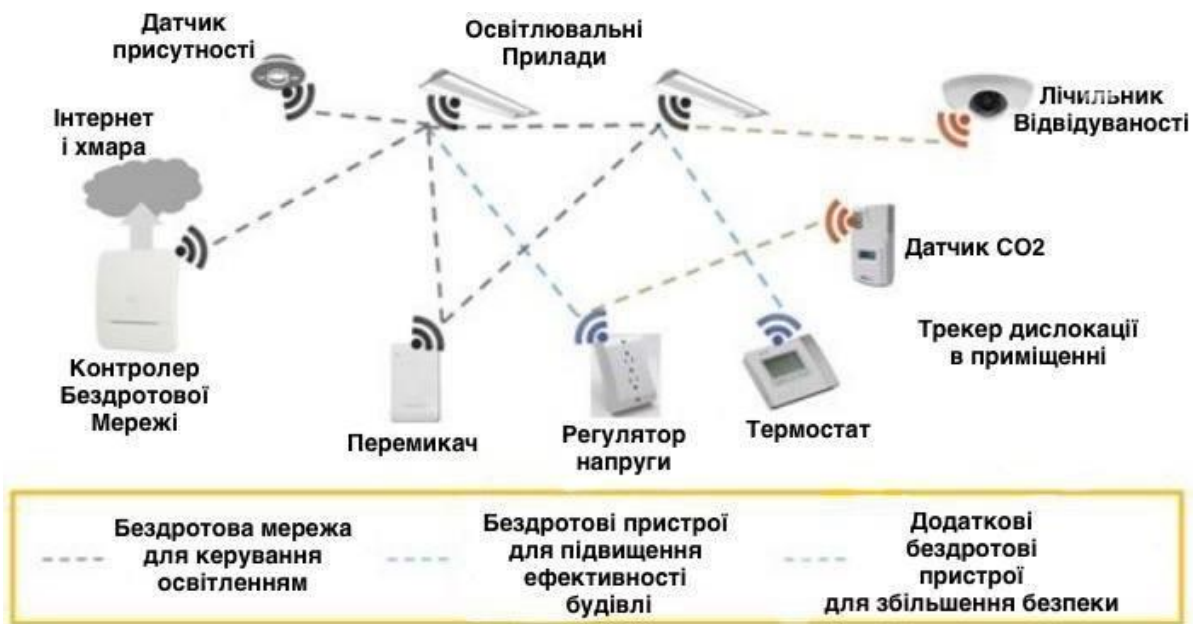 Датчик
присутності
Освітлювальні
Прилади
Лічильник
Відвідуваності
Інтернет
і хмара
Датчик CO2
Трекер дислокації
в приміщенні
Контролер
Бездротової
Мережі
Перемикач
Регулятор
напруги
Термостат
Бездротова мережа
для керування
освітленням
Бездротові пристрої
для підвищення
ефективності
будівлі
Додаткові
бездротові
пристрої
для збільшення безпеки